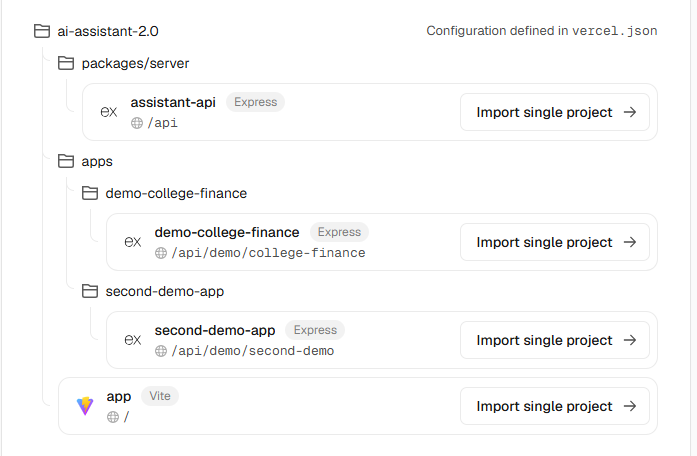 ai-assistant-2.0 Configuration defined in vercel.json
packages/server
ex assistant-api Express Import single project →
/api
apps
demo-college-finance
ex demo-college-finance Express Import single project →
/api/demo/college-finance
second-demo-app
ex second-demo-app Express Import single project →
/api/demo/second-demo
app Vite Import single project →
/